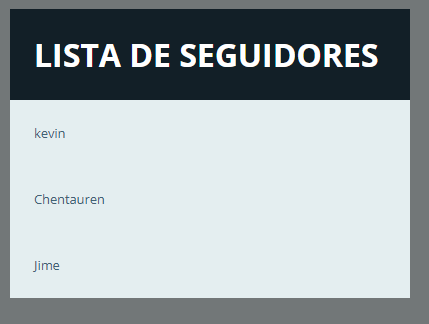 LISTA DE SEGUIDORES
kevin
Chentauren
Jime